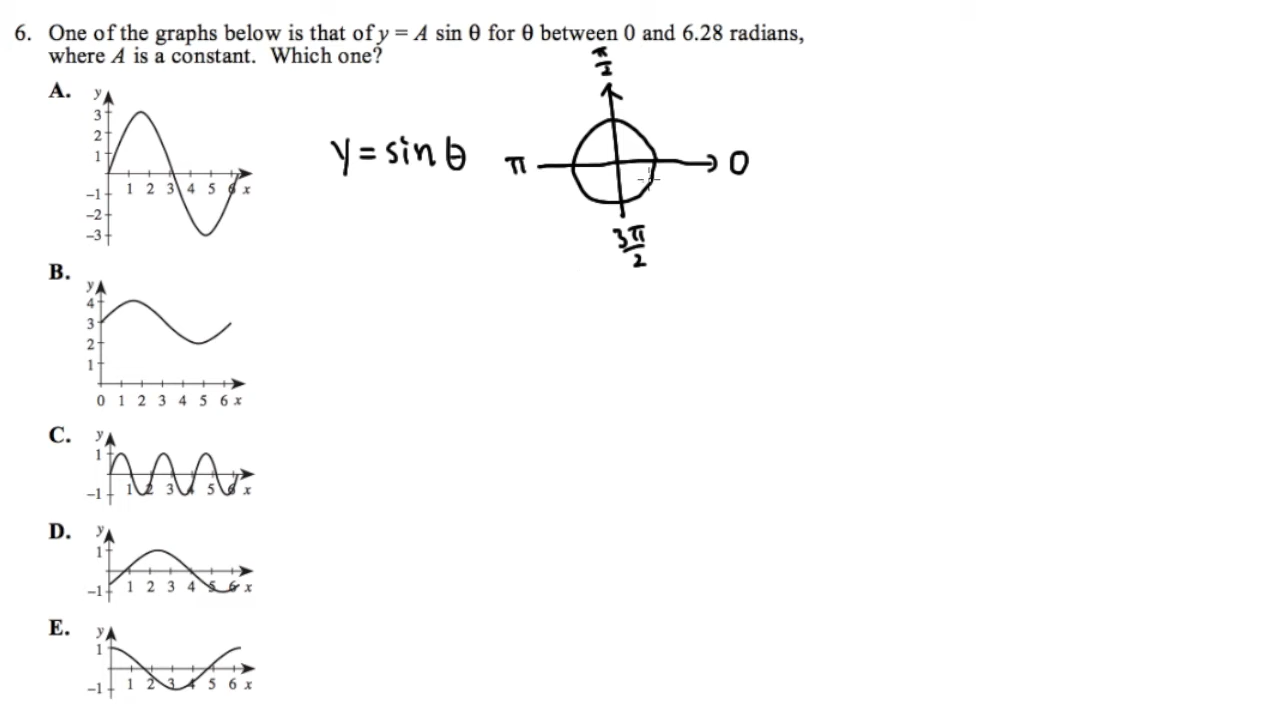 6. One of the graphs below is that of y = A sin θ for θ between 0 and 6.28 radians,
where A is a constant. Which one?
π/2
A.
y
3
2
1
1 2 3 4 5 6 x
-1
-2
-3
y = sin θ
π
0
3π/2
B.
y
4
3
2
1
0 1 2 3 4 5 6 x
C.
y
1
1 2 3 4 5 6 x
-1
D.
y
1
1 2 3 4 5 6 x
-1
E.
y
1
1 2 3 4 5 6 x
-1